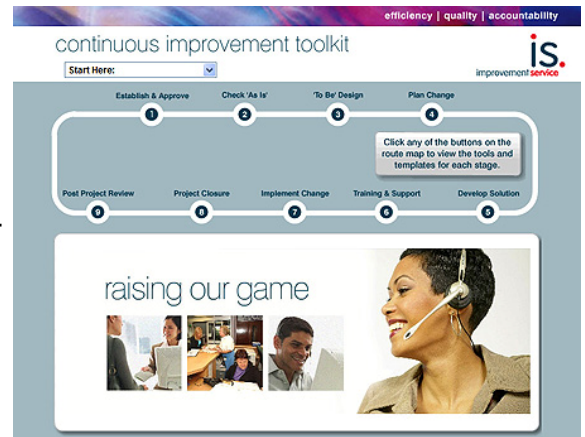 efficiency | quality | accountability
continuous improvement toolkit
Start Here:
is.
improvement service
Establish & Approve
Check 'As Is'
'To Be' Design
Plan Change
1
2
3
4
Click any of the buttons on the
route map to view the tools and
templates for each stage.
Post Project Review
Project Closure
Implement Change
Training & Support
Develop Solution
9
8
7
6
5
raising our game